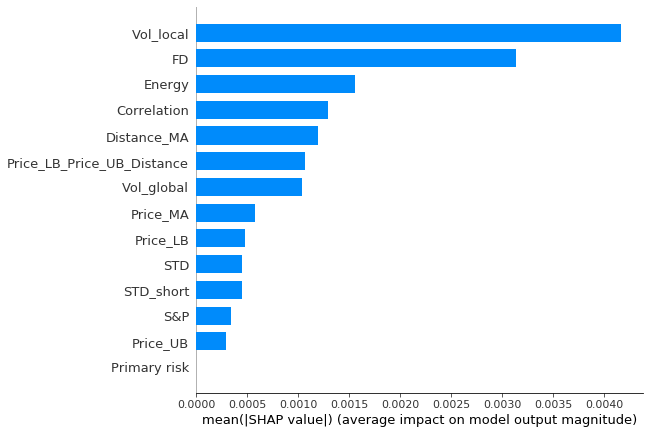 Vol_local
FD
Energy
Correlation
Distance_MA
Price_LB_Price_UB_Distance
Vol_global
Price_MA
Price_LB
STD
STD_short
S&P
Price_UB
Primary risk
0.0000 0.0005 0.0010 0.0015 0.0020 0.0025 0.0030 0.0035 0.0040
mean(|SHAP value|) (average impact on model output magnitude)